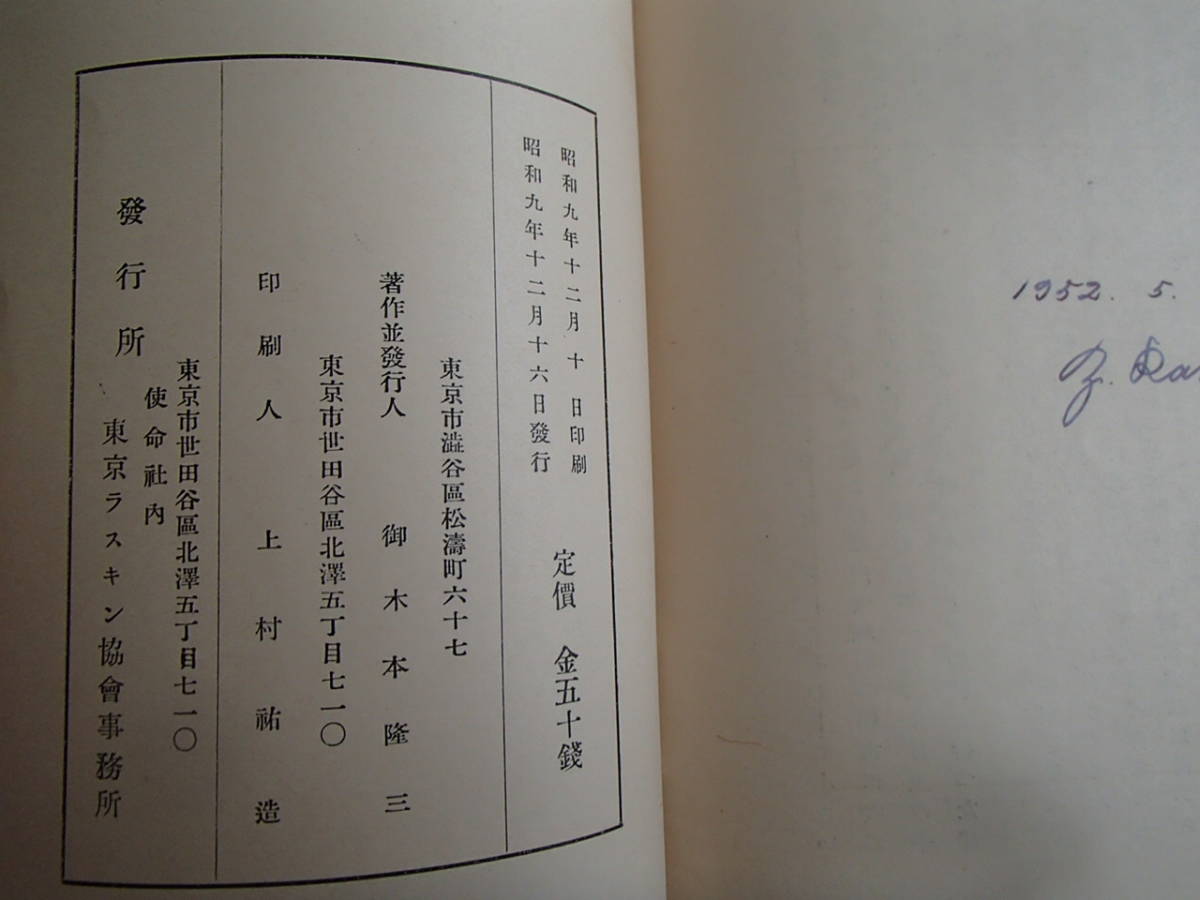 昭和九年十二月十日印刷
昭和九年十二月十六日發行
定價 金五十錢
東京市澁谷區松濤町六十七
著作並發行人 御木本隆三
東京市世田谷區北澤五丁目七一〇
印刷人 上村祐造
東京市世田谷區北澤五丁目七一〇
使命社內
發行所 東京ラスキン協會事務所
1952. 5.